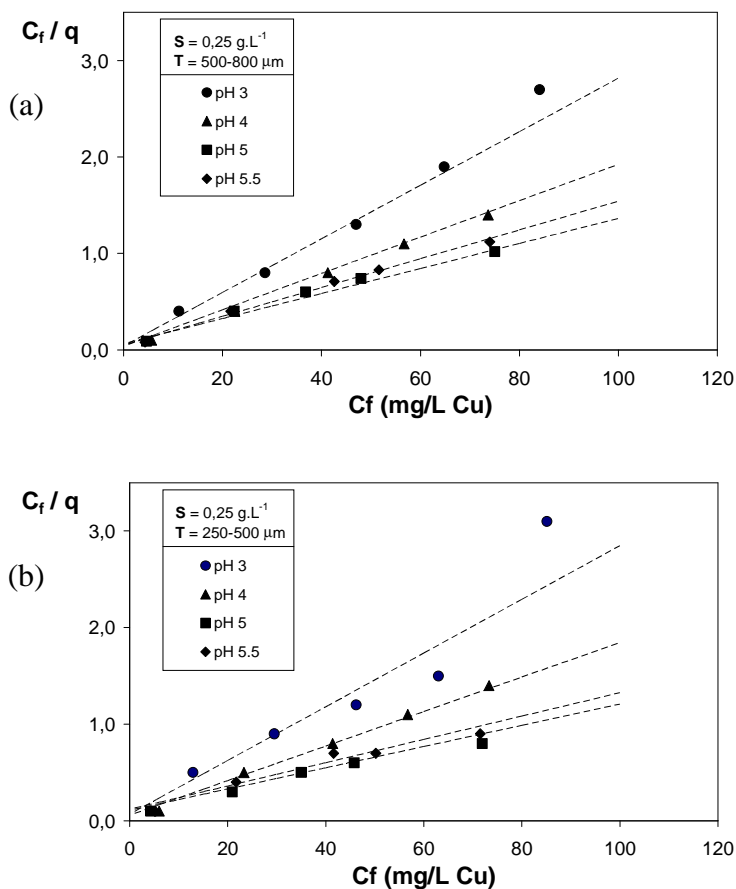 (a)
C_f / q
3,0
2,0
1,0
0,0
S = 0,25 g.L⁻¹
T = 500-800 µm
pH 3
pH 4
pH 5
pH 5.5
0 20 40 60 80 100 120
Cf (mg/L Cu)
(b)
C_f / q
3,0
2,0
1,0
0,0
S = 0,25 g.L⁻¹
T = 250-500 µm
pH 3
pH 4
pH 5
pH 5.5
0 20 40 60 80 100 120
Cf (mg/L Cu)